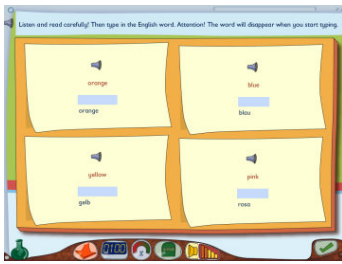 Listen and read carefully! Then type in the English word. Attention! The word will disappear when you start typing.
orange
orange
blue
blau
yellow
gelb
pink
rosa